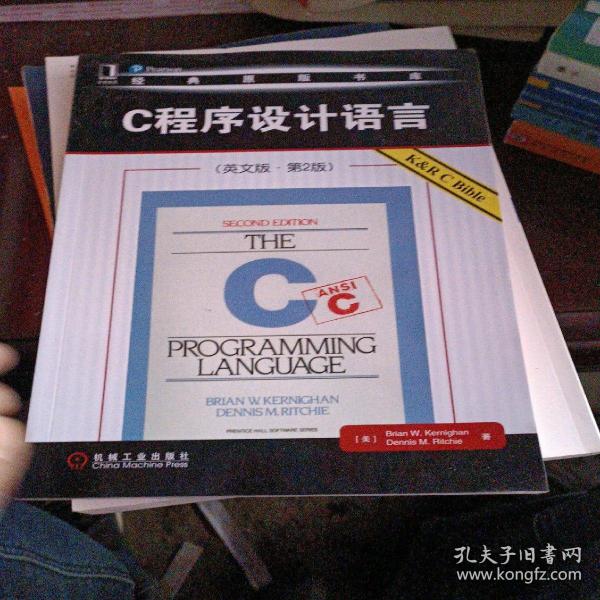 Pearson
经典原版书库
C程序设计语言
(英文版·第2版)
K&R C Bible
SECOND EDITION
THE
C
ANSI
C
PROGRAMMING
LANGUAGE
BRIAN W. KERNIGHAN
DENNIS M. RITCHIE
PRENTICE HALL SOFTWARE SERIES
[美] Brian W. Kernighan
Dennis M. Ritchie 著
机械工业出版社
China Machine Press
孔夫子旧书网
www.kongfz.com